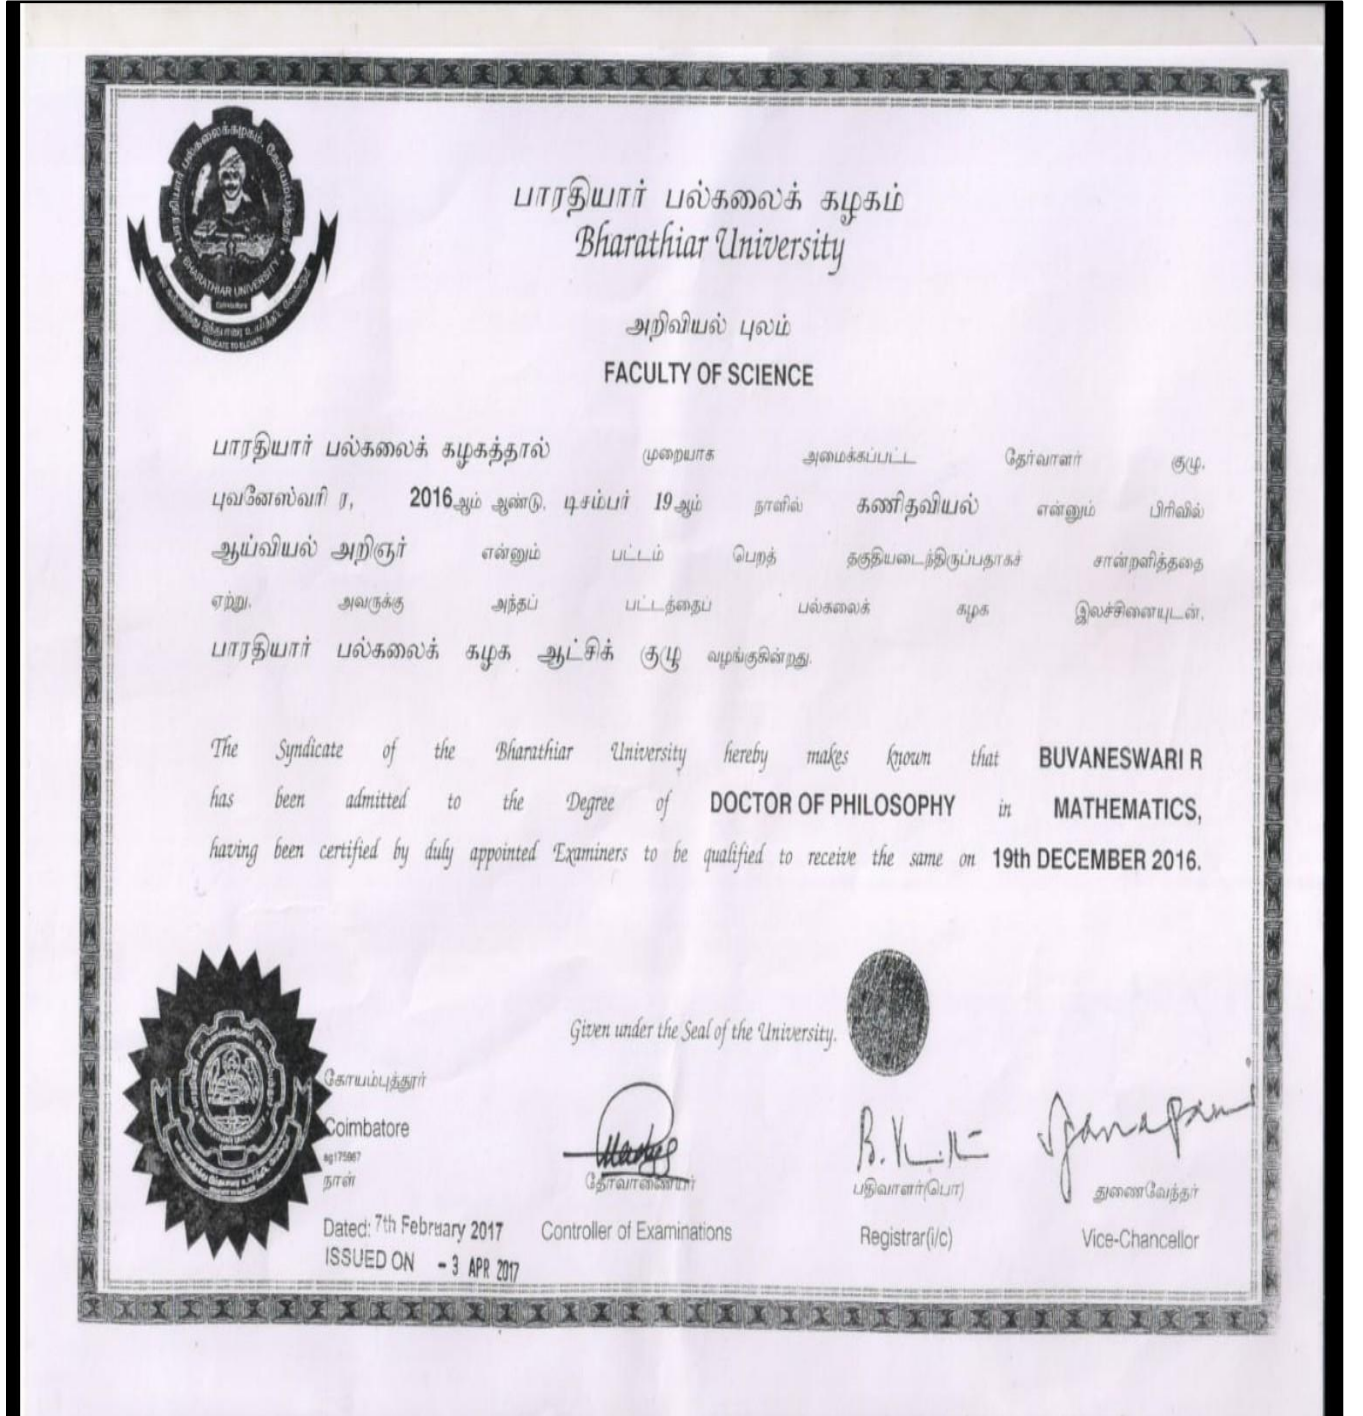 பாரதியார் பல்கலைக் கழகம்
Bharathiar University
BHARATHIAR UNIVERSITY
Coimbatore
EDUCATE TO ELEVATE
அறிவியல் புலம்
FACULTY OF SCIENCE
பாரதியார் பல்கலைக் கழகத்தால் முறையாக அமைக்கப்பட்ட தேர்வாளர் குழு,
புவனேஸ்வரி ர, 2016ஆம் ஆண்டு, டிசம்பர் 19ஆம் நாளில் கணிதவியல் என்னும் பிரிவில்
ஆய்வியல் அறிஞர் என்னும் பட்டம் பெறத் தகுதியடைந்திருப்பதாகச் சான்றளித்ததை
ஏற்று, அவருக்கு அந்தப் பட்டத்தைப் பல்கலைக் கழக இலச்சினையுடன்,
பாரதியார் பல்கலைக் கழக ஆட்சிக் குழு வழங்குகின்றது.
The Syndicate of the Bharathiar University hereby makes known that BUVANESWARI R
has been admitted to the Degree of DOCTOR OF PHILOSOPHY in MATHEMATICS,
having been certified by duly appointed Examiners to be qualified to receive the same on 19th DECEMBER 2016.
Given under the Seal of the University.
கோயம்புத்தூர்
Coimbatore
நாள்
தேர்வாணையர் பதிவாளர்(பொ) துணைவேந்தர்
Dated: 7th February 2017 Controller of Examinations Registrar(i/c) Vice-Chancellor
ISSUED ON - 3 APR 2017